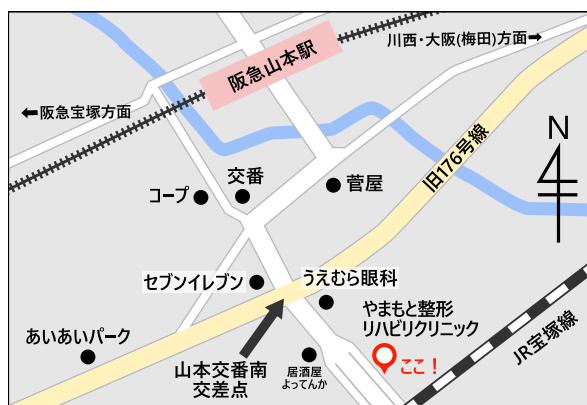 阪急山本駅
川西・大阪(梅田)方面→
←阪急宝塚方面
N
旧176号線
コープ
交番
菅屋
セブンイレブン
うえむら眼科
やまもと整形
リハビリクリニック
ここ！
JR宝塚線
あいあいパーク
山本交番南
交差点
居酒屋
よってんか